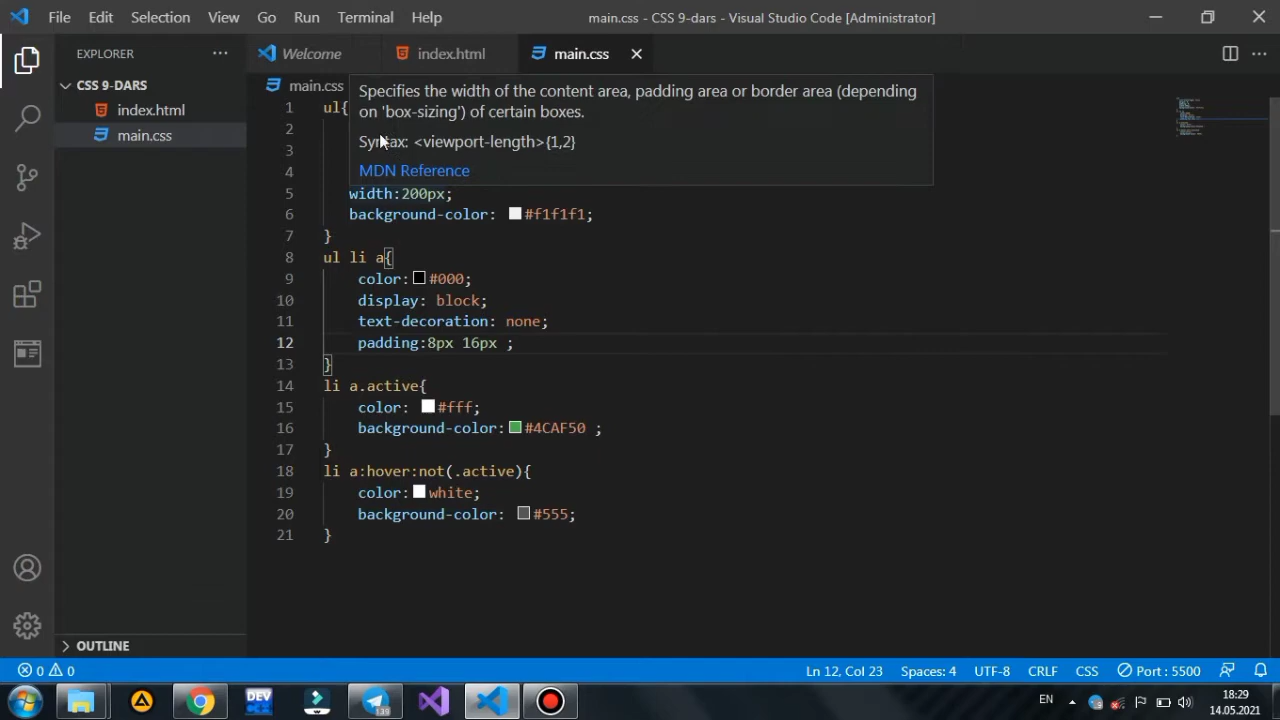 File Edit Selection View Go Run Terminal Help main.css - CSS 9-dars - Visual Studio Code [Administrator]
EXPLORER
Welcome index.html main.css
CSS 9-DARS
index.html
main.css
OUTLINE
main.css
Specifies the width of the content area, padding area or border area (depending
on 'box-sizing') of certain boxes.
Syntax: <viewport-length>{1,2}
MDN Reference
1 ul{
2
3
4
5 width:200px;
6 background-color: #f1f1f1;
7 }
8 ul li a{
9 color: #000;
10 display: block;
11 text-decoration: none;
12 padding:8px 16px ;
13 }
14 li a.active{
15 color: #fff;
16 background-color: #4CAF50 ;
17 }
18 li a:hover:not(.active){
19 color: white;
20 background-color: #555;
21 }
0 0 Ln 12, Col 23 Spaces: 4 UTF-8 CRLF CSS Port : 5500
DEV 139 EN 18:29
14.05.2021